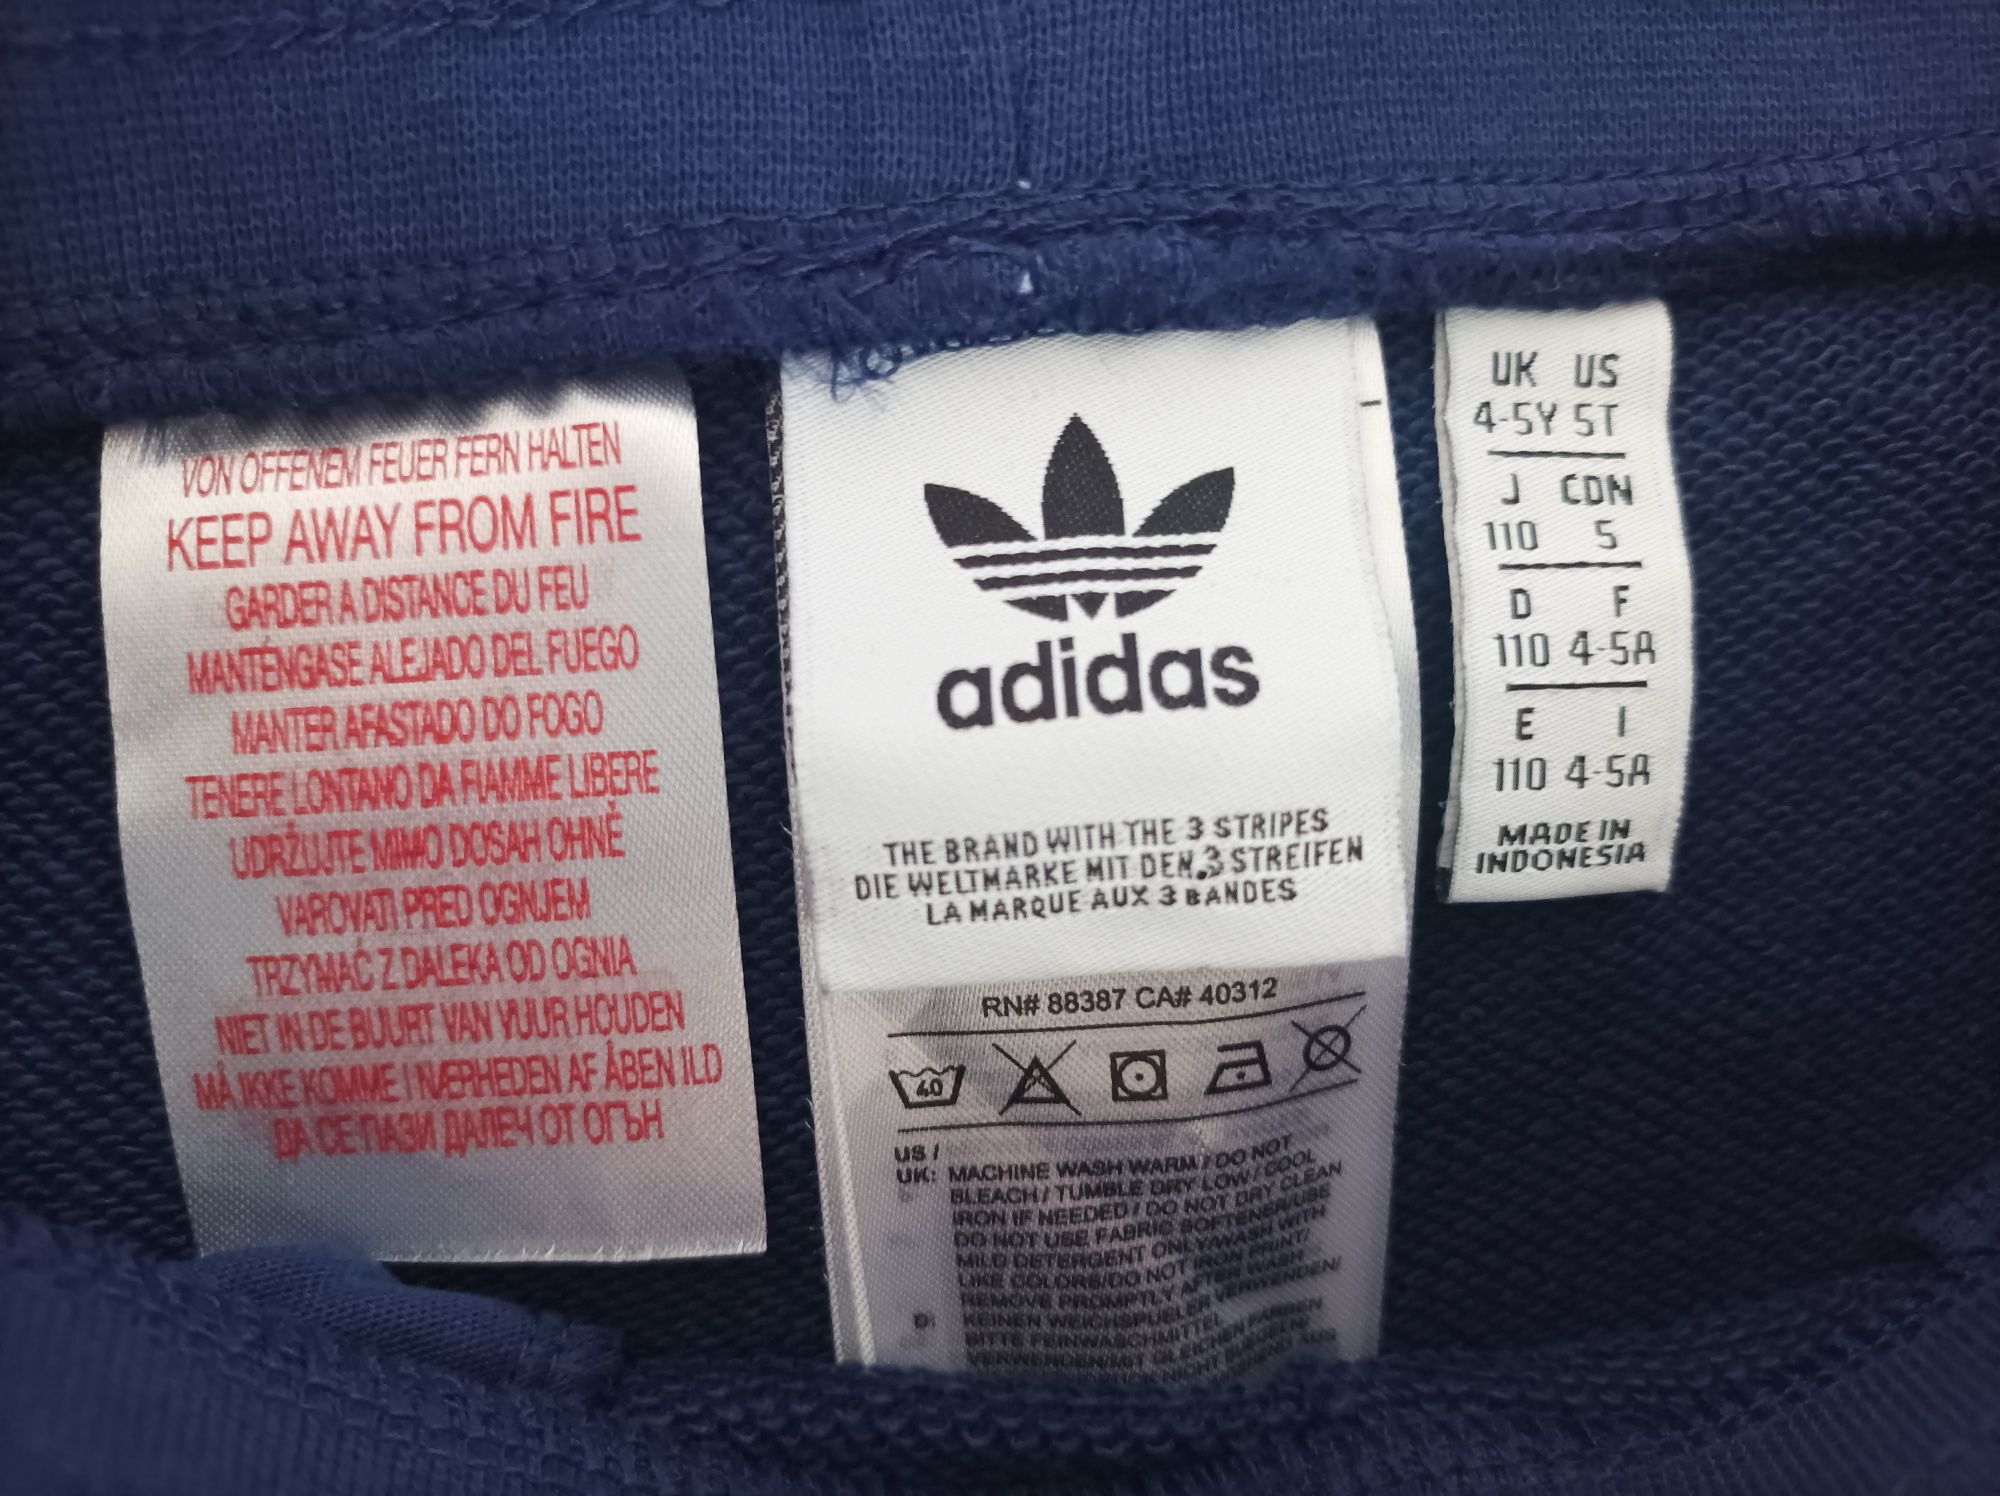 VON OFFENEM FEUER FERN HALTEN
KEEP AWAY FROM FIRE
GARDER A DISTANCE DU FEU
MANTÉNGASE ALEJADO DEL FUEGO
MANTER AFASTADO DO FOGO
TENERE LONTANO DA FIAMME LIBERE
UDRŽUJTE MIMO DOSAH OHNĚ
VAROVATI PRED OGNJEM
TRZYMAĆ Z DALEKA OD OGNIA
NIET IN DE BUURT VAN VUUR HOUDEN
MÅ IKKE KOMME I NÆRHEDEN AF ÅBEN ILD
ДА СЕ ПАЗИ ДАЛЕЧ ОТ ОГЪН
adidas
THE BRAND WITH THE 3 STRIPES
DIE WELTMARKE MIT DEN 3 STREIFEN
LA MARQUE AUX 3 BANDES
RN# 88387 CA# 40312
40
US /
UK: MACHINE WASH WARM / DO NOT
BLEACH / TUMBLE DRY LOW / COOL
IRON IF NEEDED / DO NOT DRY CLEAN
DO NOT USE FABRIC SOFTENER/USE
MILD DETERGENT ONLY/WASH WITH
LIKE COLORS/DO NOT IRON PRINT/
REMOVE PROMPTLY AFTER WASH
D: KEINEN WEICHSPUELER VERWENDEN/
BITTE FEINWASCHMITTEL
UK US
4-5Y 5T
J CDN
110 5
D F
110 4-5A
E I
110 4-5A
MADE IN
INDONESIA